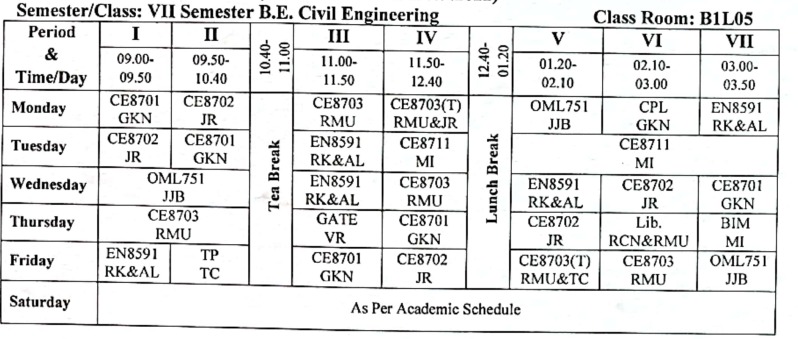 Semester/Class: VII Semester B.E. Civil Engineering Class Room: B1L05
Period & Time/Day I II 10.40-11.00 III IV 12.40-01.20 V VI VII
09.00-09.50 09.50-10.40 11.00-11.50 11.50-12.40 01.20-02.10 02.10-03.00 03.00-03.50
Monday CE8701 CE8702 CE8703 CE8703(T) OML751 CPL EN8591
GKN JR RMU RMU&JR JJB GKN RK&AL
Tuesday CE8702 CE8701 EN8591 CE8711 CE8711
JR GKN RK&AL MI MI
Tea Break
Lunch Break
Wednesday OML751 EN8591 CE8703 EN8591 CE8702 CE8701
JJB RK&AL RMU RK&AL JR GKN
Thursday CE8703 GATE CE8701 CE8702 Lib. BIM
RMU VR GKN JR RCN&RMU MI
Friday EN8591 TP CE8701 CE8702 CE8703(T) CE8703 OML751
RK&AL TC GKN JR RMU&TC RMU JJB
Saturday As Per Academic Schedule